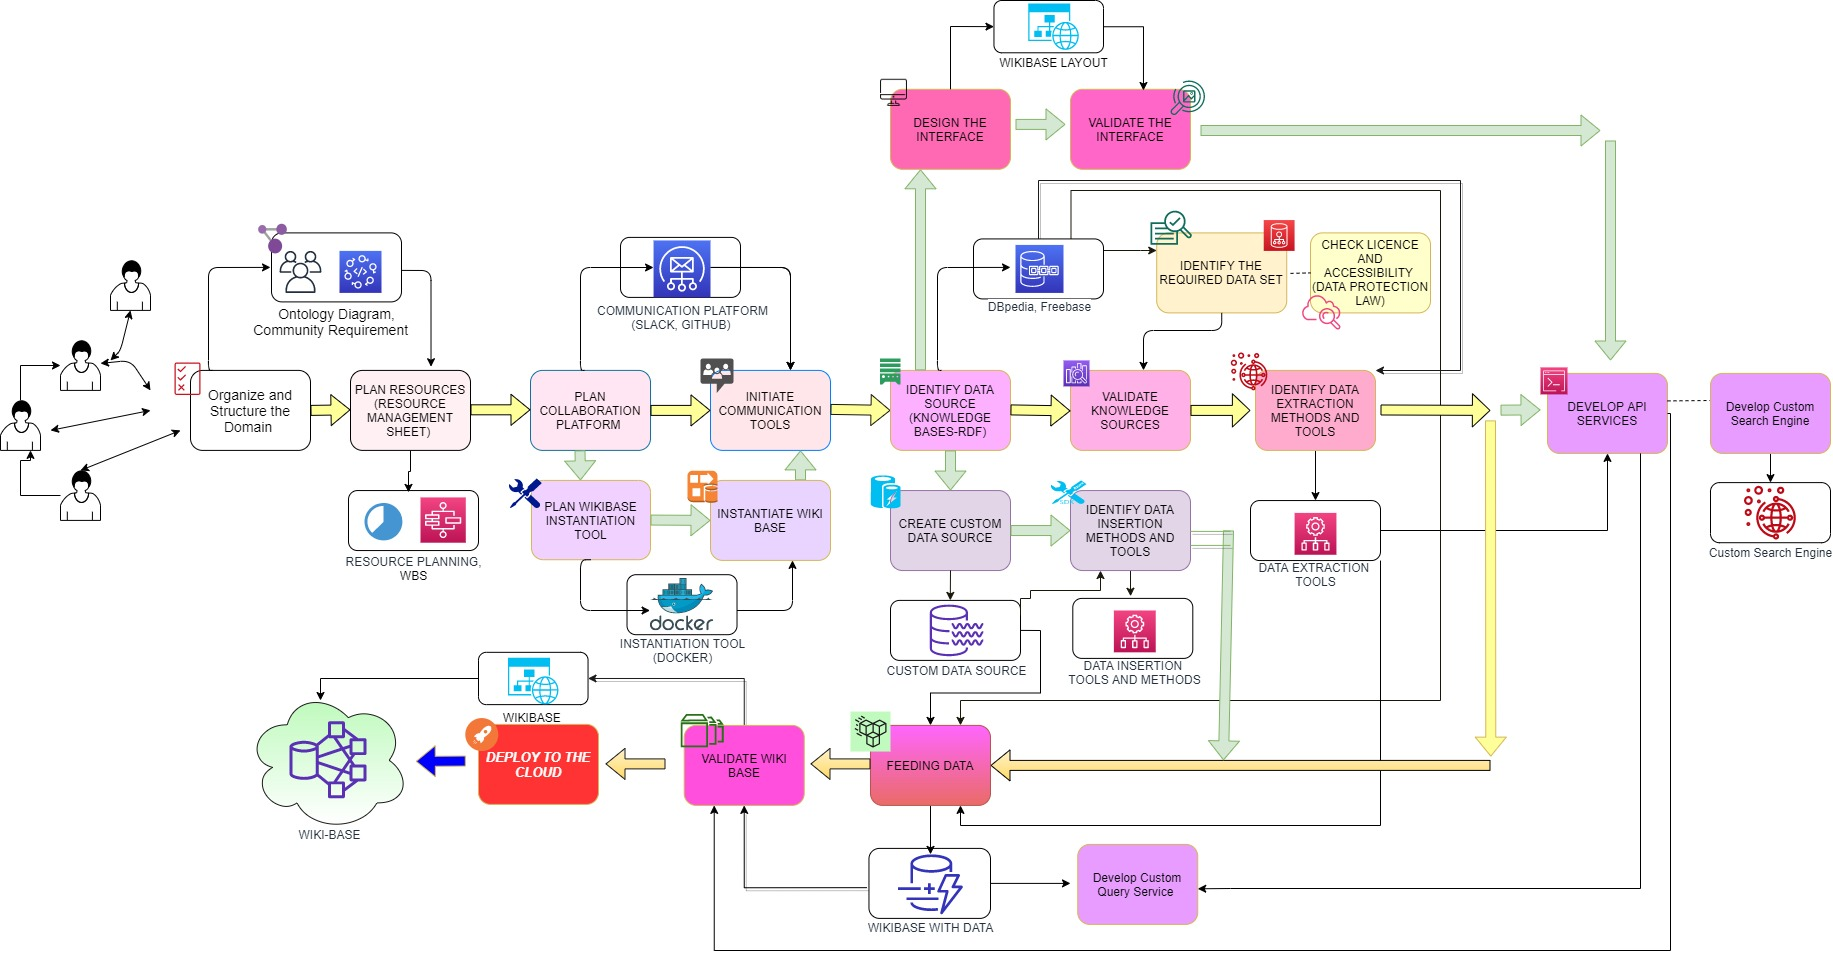 WIKIBASE LAYOUT
DESIGN THE
INTERFACE
VALIDATE THE
INTERFACE
Ontology Diagram,
Community Requirement
COMMUNICATION PLATFORM
(SLACK, GITHUB)
DBpedia, Freebase
IDENTIFY THE
REQUIRED DATA SET
CHECK LICENCE
AND
ACCESSIBILITY
(DATA PROTECTION
LAW)
Organize and
Structure the
Domain
PLAN RESOURCES
(RESOURCE
MANAGEMENT
SHEET)
PLAN
COLLABORATION
PLATFORM
INITIATE
COMMUNICATION
TOOLS
IDENTIFY DATA
SOURCE
(KNOWLEDGE
BASES-RDF)
VALIDATE
KNOWLEDGE
SOURCES
IDENTIFY DATA
EXTRACTION
METHODS AND
TOOLS
DEVELOP API
SERVICES
Develop Custom
Search Engine
RESOURCE PLANNING,
WBS
PLAN WIKIBASE
INSTANTIATION
TOOL
INSTANTIATE WIKI
BASE
CREATE CUSTOM
DATA SOURCE
SDK
IDENTIFY DATA
INSERTION
METHODS AND
TOOLS
DATA EXTRACTION
TOOLS
Custom Search Engine
docker
INSTANTIATION TOOL
(DOCKER)
CUSTOM DATA SOURCE
DATA INSERTION
TOOLS AND METHODS
WIKIBASE
DEPLOY TO THE
CLOUD
VALIDATE WIKI
BASE
FEEDING DATA
WIKI-BASE
WIKIBASE WITH DATA
Develop Custom
Query Service